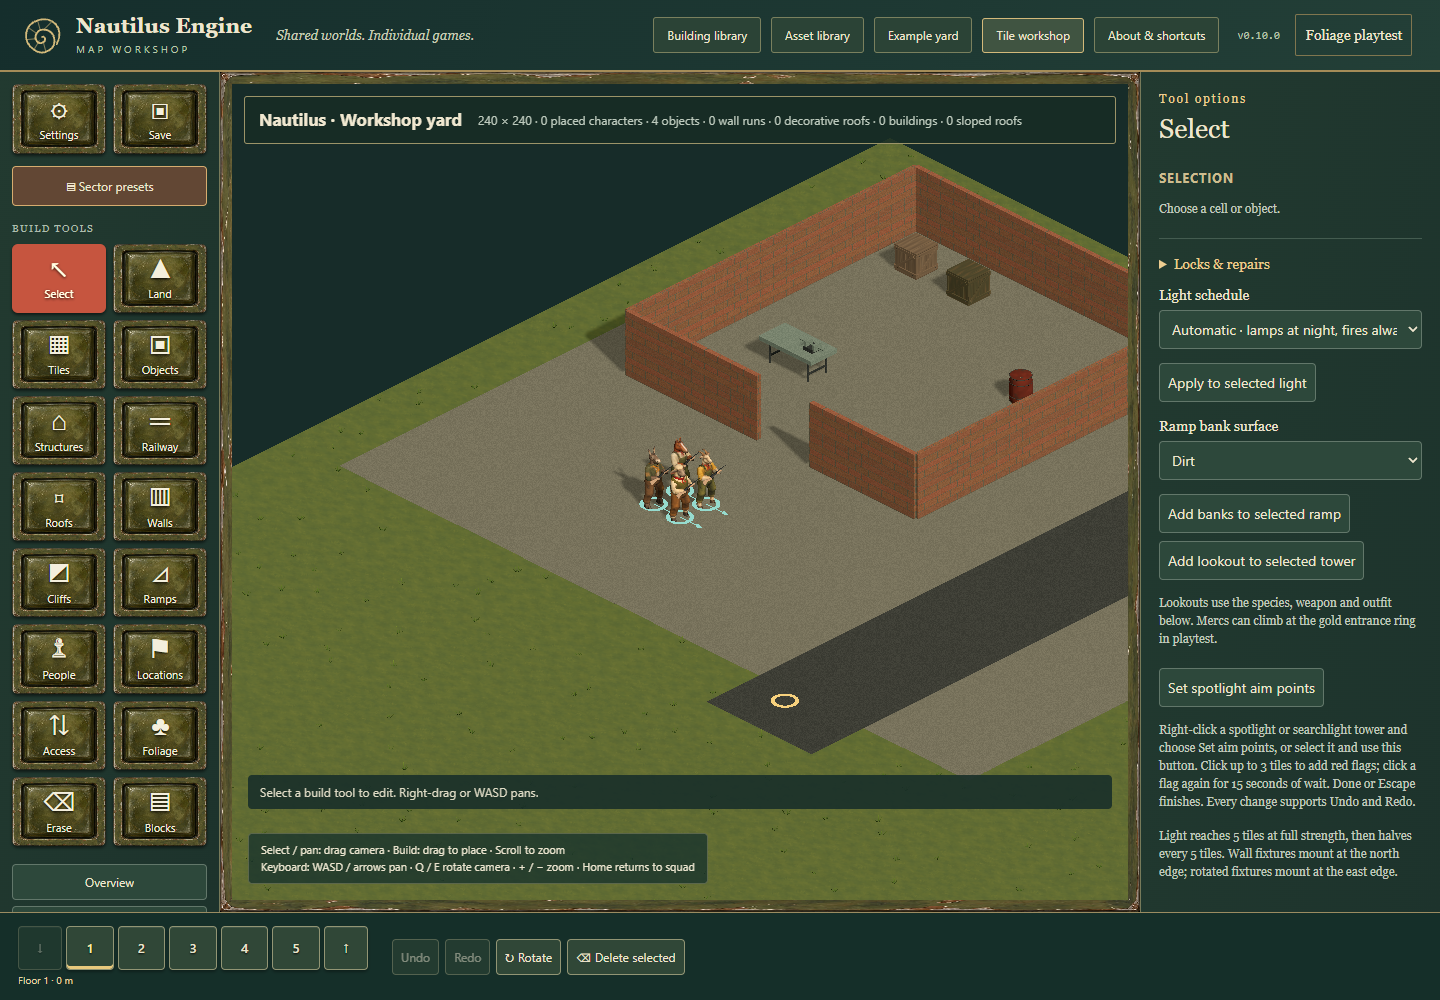 Nautilus Engine
MAP WORKSHOP
Shared worlds. Individual games.
Building library
Asset library
Example yard
Tile workshop
About & shortcuts
v0.10.0
Foliage playtest
Settings
Save
Sector presets
BUILD TOOLS
Select
Land
Tiles
Objects
Structures
Railway
Roofs
Walls
Cliffs
Ramps
People
Locations
Access
Foliage
Erase
Blocks
Overview
Nautilus · Workshop yard
240 × 240 · 0 placed characters · 4 objects · 0 wall runs · 0 decorative roofs · 0 buildings · 0 sloped roofs
Select a build tool to edit. Right-drag or WASD pans.
Select / pan: drag camera · Build: drag to place · Scroll to zoom
Keyboard: WASD / arrows pan · Q / E rotate camera · + / − zoom · Home returns to squad
Tool options
Select
SELECTION
Choose a cell or object.
Locks & repairs
Light schedule
Automatic · lamps at night, fires alwa
Apply to selected light
Ramp bank surface
Dirt
Add banks to selected ramp
Add lookout to selected tower
Lookouts use the species, weapon and outfit
below. Mercs can climb at the gold entrance ring
in playtest.
Set spotlight aim points
Right-click a spotlight or searchlight tower and
choose Set aim points, or select it and use this
button. Click up to 3 tiles to add red flags; click a
flag again for 15 seconds of wait. Done or Escape
finishes. Every change supports Undo and Redo.
Light reaches 5 tiles at full strength, then halves
every 5 tiles. Wall fixtures mount at the north
edge; rotated fixtures mount at the east edge.
↓
1
2
3
4
5
↑
Floor 1 · 0 m
Undo
Redo
↻ Rotate
⌫ Delete selected